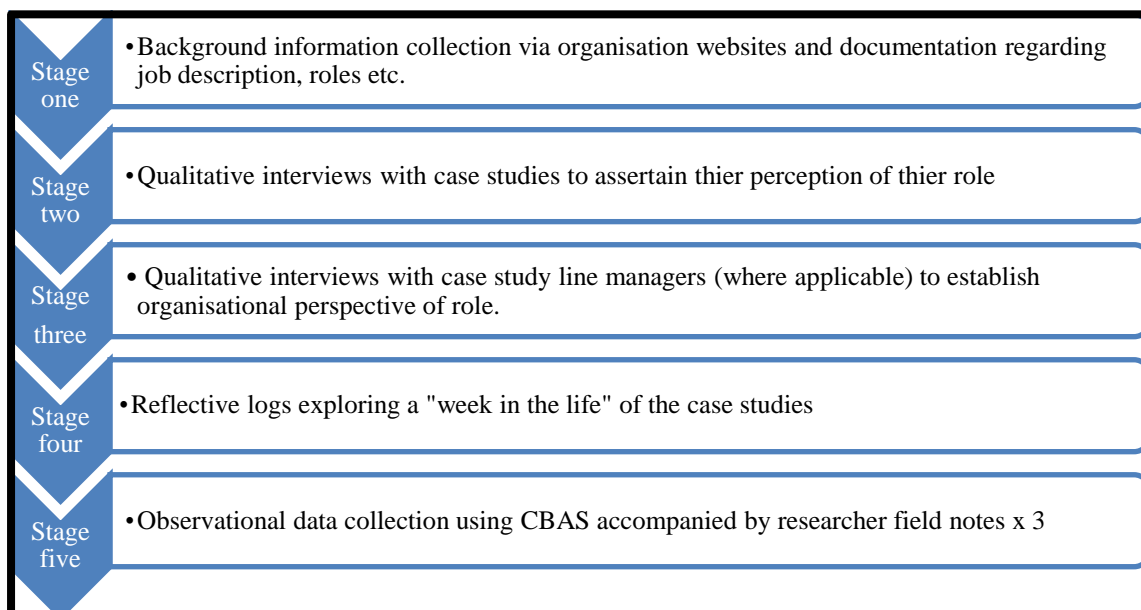 Stage
one
•Background information collection via organisation websites and documentation regarding
job description, roles etc.
Stage
two
•Qualitative interviews with case studies to assertain thier perception of thier role
Stage
three
• Qualitative interviews with case study line managers (where applicable) to establish
organisational perspective of role.
Stage
four
•Reflective logs exploring a "week in the life" of the case studies
Stage
five
•Observational data collection using CBAS accompanied by researcher field notes x 3